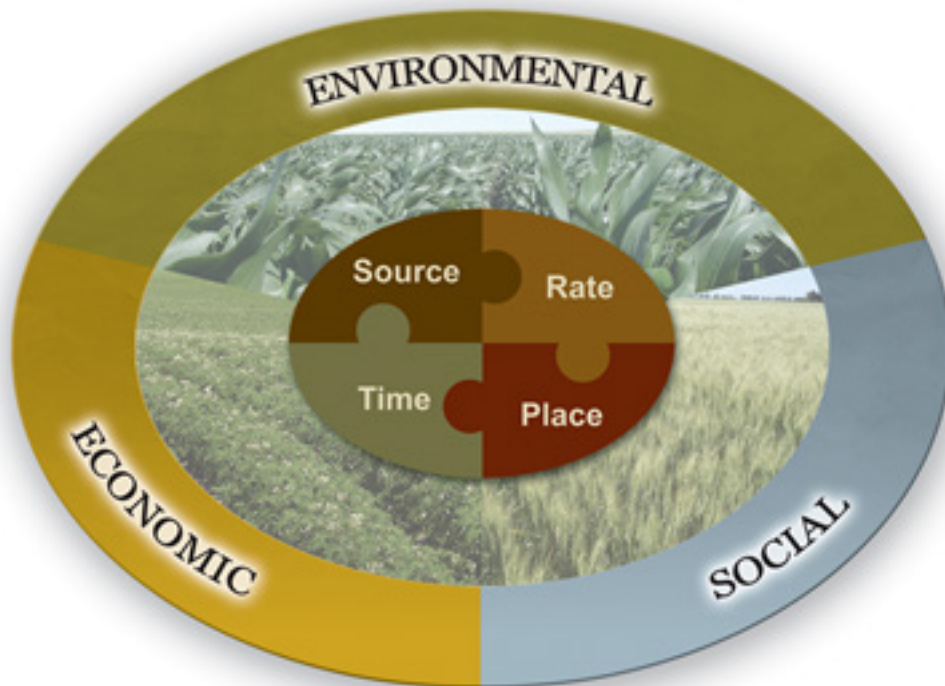 ENVIRONMENTAL
Source
Rate
Time
Place
ECONOMIC
SOCIAL